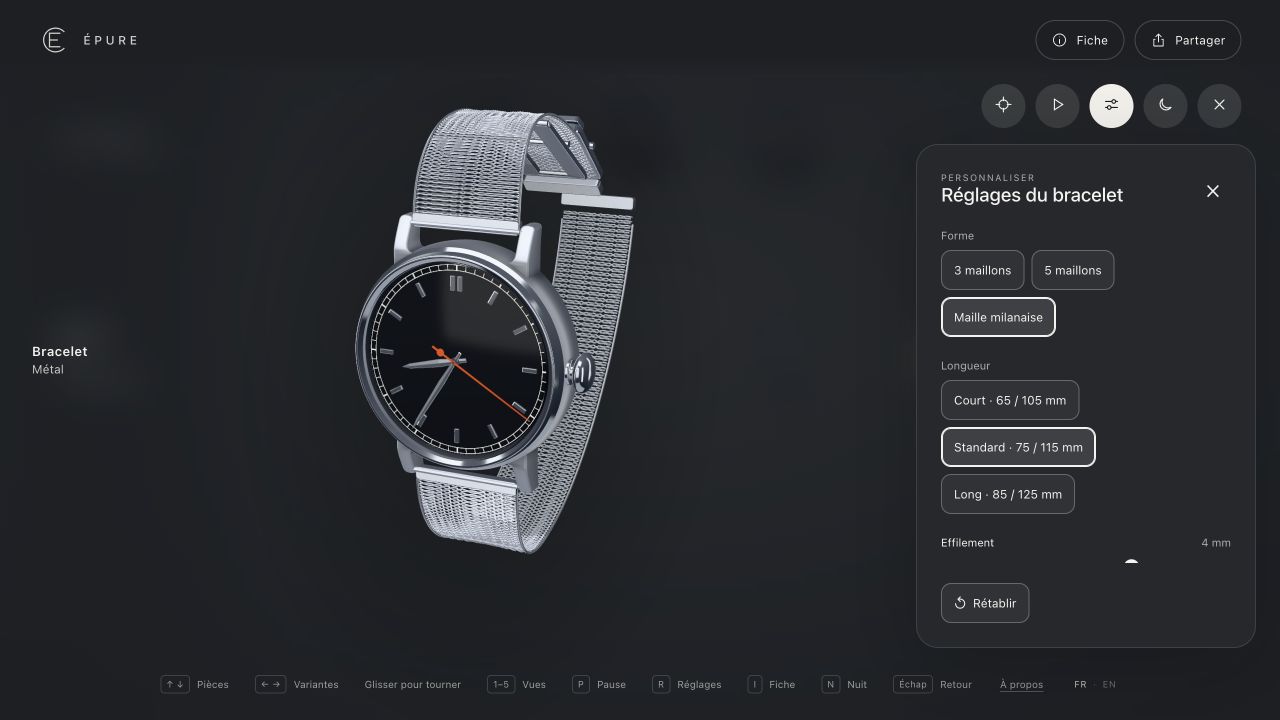 ÉPURE
Fiche
Partager
PERSONNALISER
Réglages du bracelet
Forme
3 maillons
5 maillons
Maille milanaise
Longueur
Court · 65 / 105 mm
Standard · 75 / 115 mm
Long · 85 / 125 mm
Effilement
4 mm
Rétablir
Bracelet
Métal
↑ ↓ Pièces ← → Variantes Glisser pour tourner 1–5 Vues P Pause R Réglages I Fiche N Nuit Échap Retour À propos FR · EN